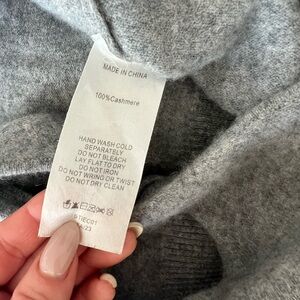 MADE IN CHINA
100%Cashmere
HAND WASH COLD
SEPARATELY
DO NOT BLEACH
LAY FLAT TO DRY
DO NOT IRON
DO NOT WRING OR TWIST
DO NOT DRY CLEAN